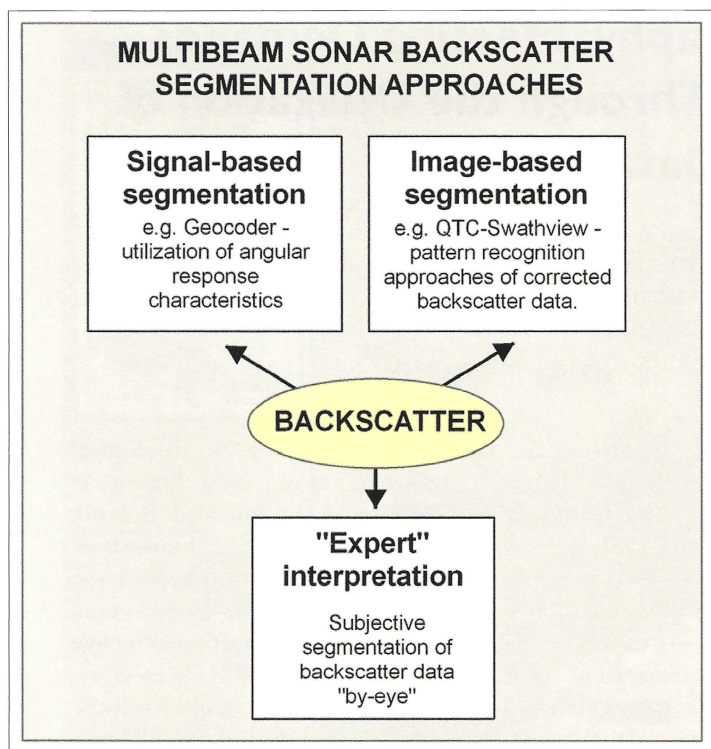 MULTIBEAM SONAR BACKSCATTER
SEGMENTATION APPROACHES
Signal-based
segmentation
e.g. Geocoder -
utilization of angular
response
characteristics
Image-based
segmentation
e.g. QTC-Swathview -
pattern recognition
approaches of corrected
backscatter data.
BACKSCATTER
"Expert"
interpretation
Subjective
segmentation of
backscatter data
"by-eye"